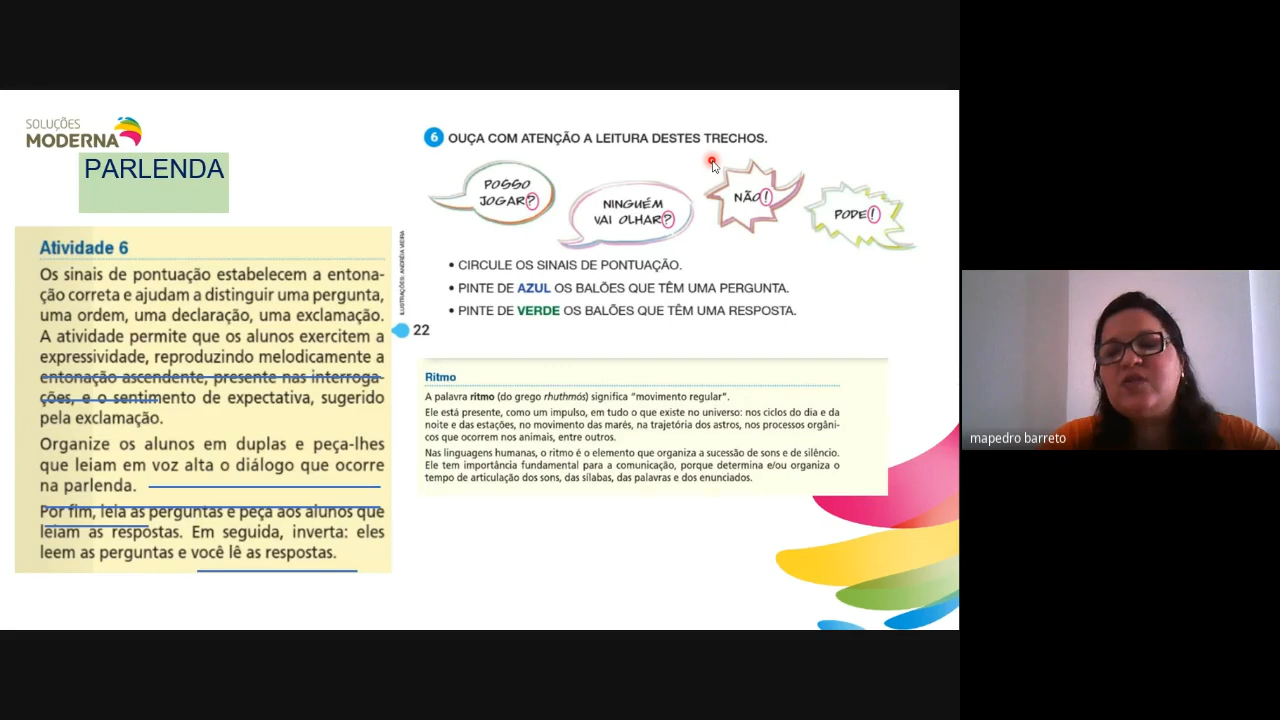 SOLUÇÕES
MODERNA
PARLENDA
Atividade 6
Os sinais de pontuação estabelecem a entona-
ção correta e ajudam a distinguir uma pergunta,
uma ordem, uma declaração, uma exclamação.
A atividade permite que os alunos exercitem a
expressividade, reproduzindo melodicamente a
entonação ascendente, presente nas interroga-
ções, e o sentimento de expectativa, sugerido
pela exclamação.
Organize os alunos em duplas e peça-lhes
que leiam em voz alta o diálogo que ocorre
na parlenda.
Por fim, leia as perguntas e peça aos alunos que
leiam as respostas. Em seguida, inverta: eles
leem as perguntas e você lê as respostas.
6 OUÇA COM ATENÇÃO A LEITURA DESTES TRECHOS.
POSSO
JOGAR?
NINGUÉM
VAI OLHAR?
NÃO!
PODE!
• CIRCULE OS SINAIS DE PONTUAÇÃO.
• PINTE DE AZUL OS BALÕES QUE TÊM UMA PERGUNTA.
• PINTE DE VERDE OS BALÕES QUE TÊM UMA RESPOSTA.
ILUSTRAÇÕES: ANDRÉIA VIEIRA
22
Ritmo
A palavra ritmo (do grego rhuthmós) significa “movimento regular”.
Ele está presente, como um impulso, em tudo o que existe no universo: nos ciclos do dia e da
noite e das estações, no movimento das marés, na trajetória dos astros, nos processos orgâni-
cos que ocorrem nos animais, entre outros.
Nas linguagens humanas, o ritmo é o elemento que organiza a sucessão de sons e de silêncio.
Ele tem importância fundamental para a comunicação, porque determina e/ou organiza o
tempo de articulação dos sons, das sílabas, das palavras e dos enunciados.
mapedro barreto